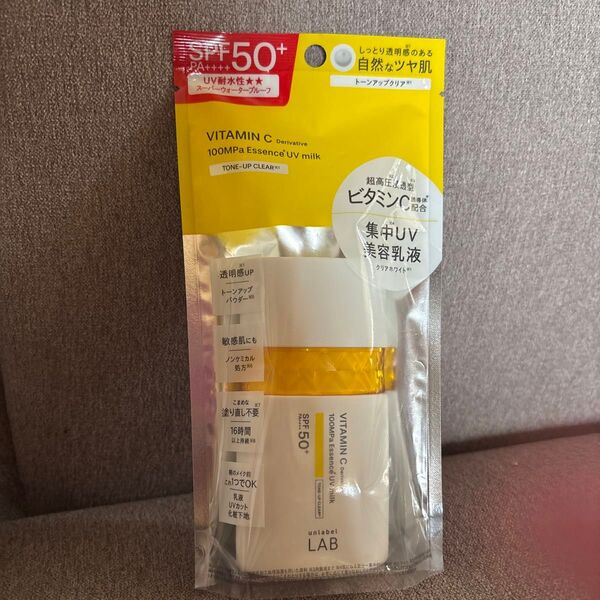 SPF50+
PA++++
UV耐水性★★
スーパーウォータープルーフ
しっとり透明感のある
自然なツヤ肌
トーンアップクリア
VITAMIN C Derivative
100MPa Essence UV milk
TONE-UP CLEAR
超高圧浸透型
ビタミンC誘導体
配合
集中UV
美容乳液
クリアホワイト
透明感UP
トーンアップ
パウダー
敏感肌にも
ノンケミカル
処方
こまめな
塗り直し不要
16時間
以上持続
朝のメイク前
これ1つでOK
乳液
UVカット
化粧下地
VITAMIN C
100MPa Essence UV milk
SPF50+
PA++++
TONE-UP CLEAR
unlabel
LAB